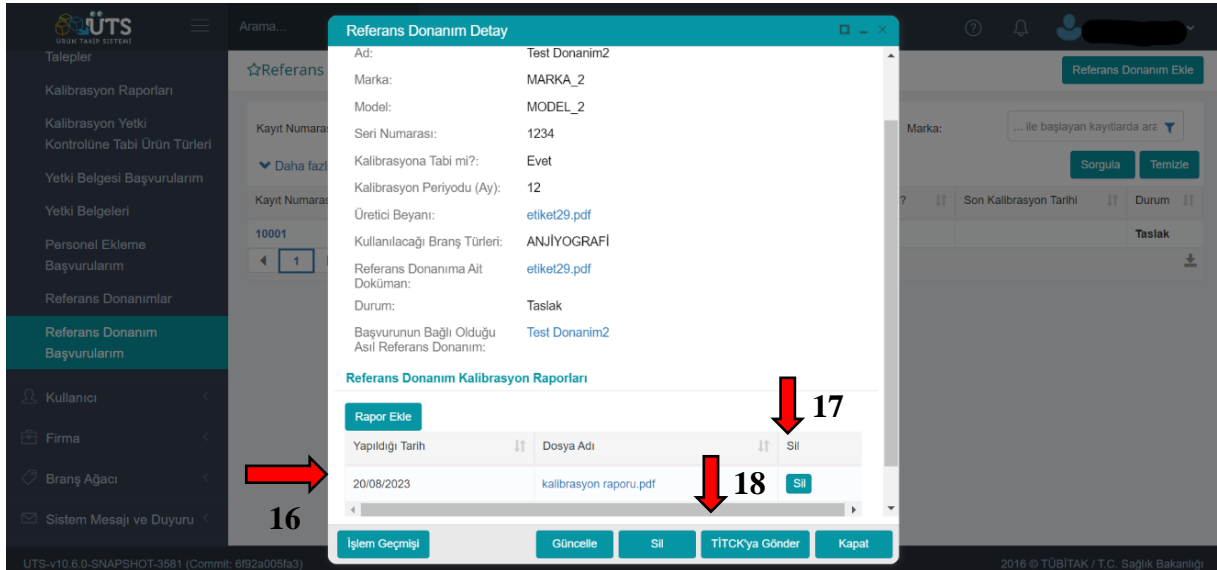 ÜTS
ÜRÜN TAKİP SİSTEMİ
Arama...
Talepler
Kalibrasyon Raporları
Kalibrasyon Yetki
Kontrolüne Tabi Ürün Türleri
Yetki Belgesi Başvurularım
Yetki Belgeleri
Personel Ekleme
Başvurularım
Referans Donanımlar
Referans Donanım
Başvurularım
Kullanıcı
Firma
Branş Ağacı
Sistem Mesajı ve Duyuru
Referans
Referans Donanım Ekle
Kayıt Numara
Marka:
... ile başlayan kayıtlarda ara
Daha fazl
Sorgula
Temizle
Kayıt Numaras
?
Son Kalibrasyon Tarihi
Durum
10001
Taslak
1
Referans Donanım Detay
Ad: Test Donanim2
Marka: MARKA_2
Model: MODEL_2
Seri Numarası: 1234
Kalibrasyona Tabi mi?: Evet
Kalibrasyon Periyodu (Ay): 12
Üretici Beyanı: etiket29.pdf
Kullanılacağı Branş Türleri: ANJİYOGRAFİ
Referans Donanıma Ait etiket29.pdf
Doküman:
Durum: Taslak
Başvurunun Bağlı Olduğu Test Donanim2
Asıl Referans Donanım:
Referans Donanım Kalibrasyon Raporları
17
Rapor Ekle
Yapıldığı Tarih Dosya Adı Sil
20/08/2023 kalibrasyon raporu.pdf Sil
16
18
İşlem Geçmişi Güncelle Sil TİTCK'ya Gönder Kapat
UTS-v10.6.0-SNAPSHOT-3581 (Commit: 6f92a005fa3)
2016 © TÜBİTAK / T.C. Sağlık Bakanlığı